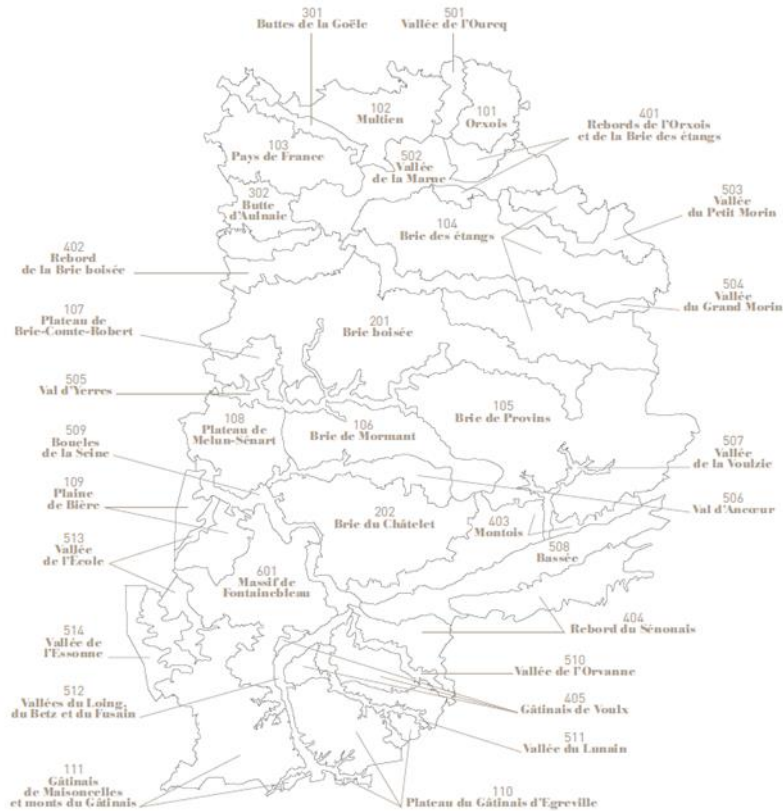 301
Buttes de la Goële
501
Vallée de l'Ourcq
102
Multien
101
Orxois
401
Rebords de l'Orxois
et de la Brie des étangs
103
Pays de France
502
Vallée
de la Marne
302
Butte
d'Aulnaie
503
Vallée
du Petit Morin
104
Brie des étangs
402
Rebord
de la Brie boisée
504
Vallée
du Grand Morin
107
Plateau de
Brie-Comte-Robert
201
Brie boisée
505
Val d'Yerres
105
Brie de Provins
108
Plateau de
Melun-Sénart
106
Brie de Mormant
509
Boucles
de la Seine
507
Vallée
de la Voulzie
109
Plaine
de Bière
506
Val d'Ancœur
202
Brie du Châtelet
403
Montois
513
Vallée
de l'École
508
Bassée
601
Massif de
Fontainebleau
404
Rebord du Sénonais
514
Vallée de
l'Essonne
510
Vallée de l'Orvanne
512
Vallées du Loing,
du Betz et du Fusain
405
Gâtinais de Voulx
511
Vallée du Lunain
111
Gâtinais
de Maisoncelles
et monts du Gâtinais
110
Plateau du Gâtinais d'Egreville